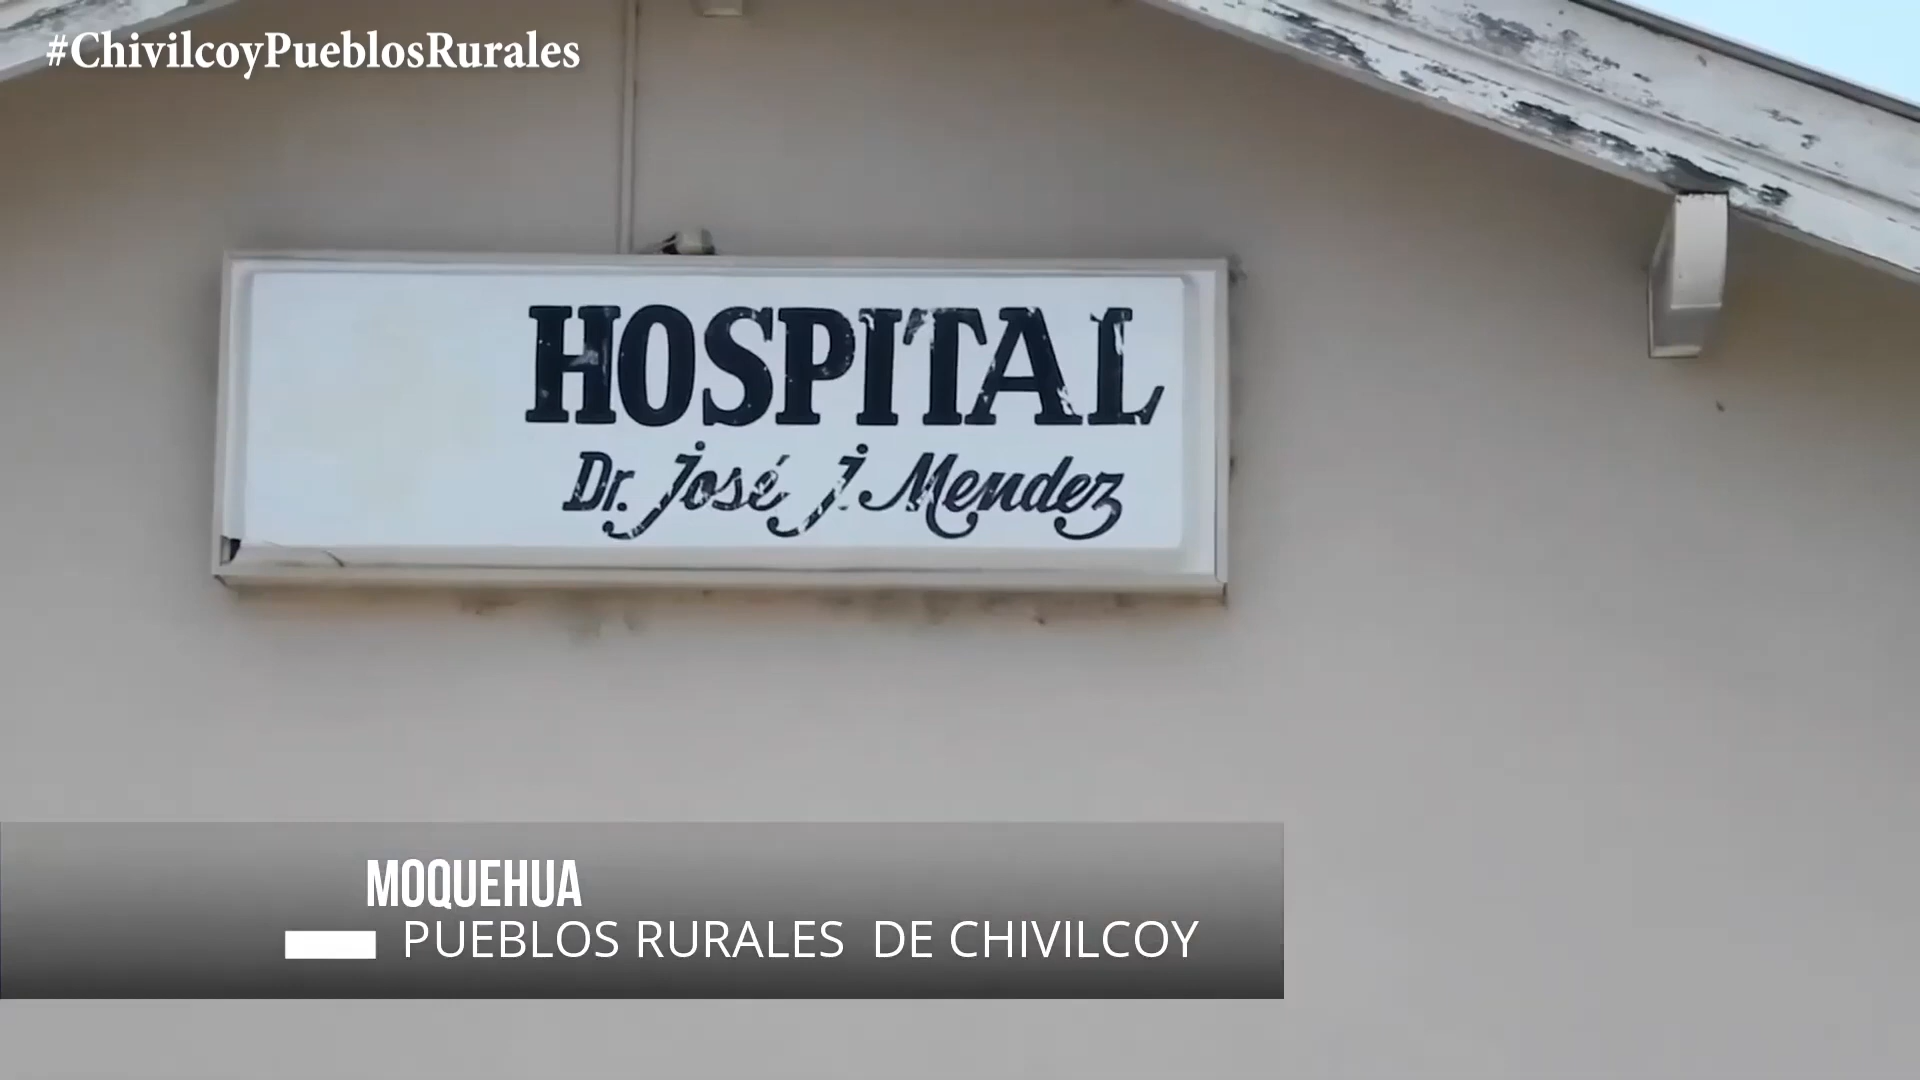 #ChivilcoyPueblosRurales
HOSPITAL
Dr. José J. Mendez
MOQUEHUA
PUEBLOS RURALES DE CHIVILCOY